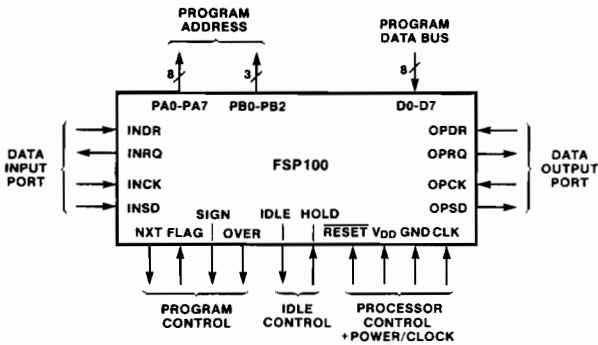 PROGRAM
ADDRESS
PROGRAM
DATA BUS
8
3
8
PA0-PA7 PB0-PB2 D0-D7
DATA
INPUT
PORT
INDR
INRQ
INCK
INSD
FSP100
OPDR
OPRQ
OPCK
OPSD
DATA
OUTPUT
PORT
SIGN IDLE HOLD
NXT FLAG OVER RESET VDD GND CLK
PROGRAM
CONTROL
IDLE
CONTROL
PROCESSOR
CONTROL
+POWER/CLOCK